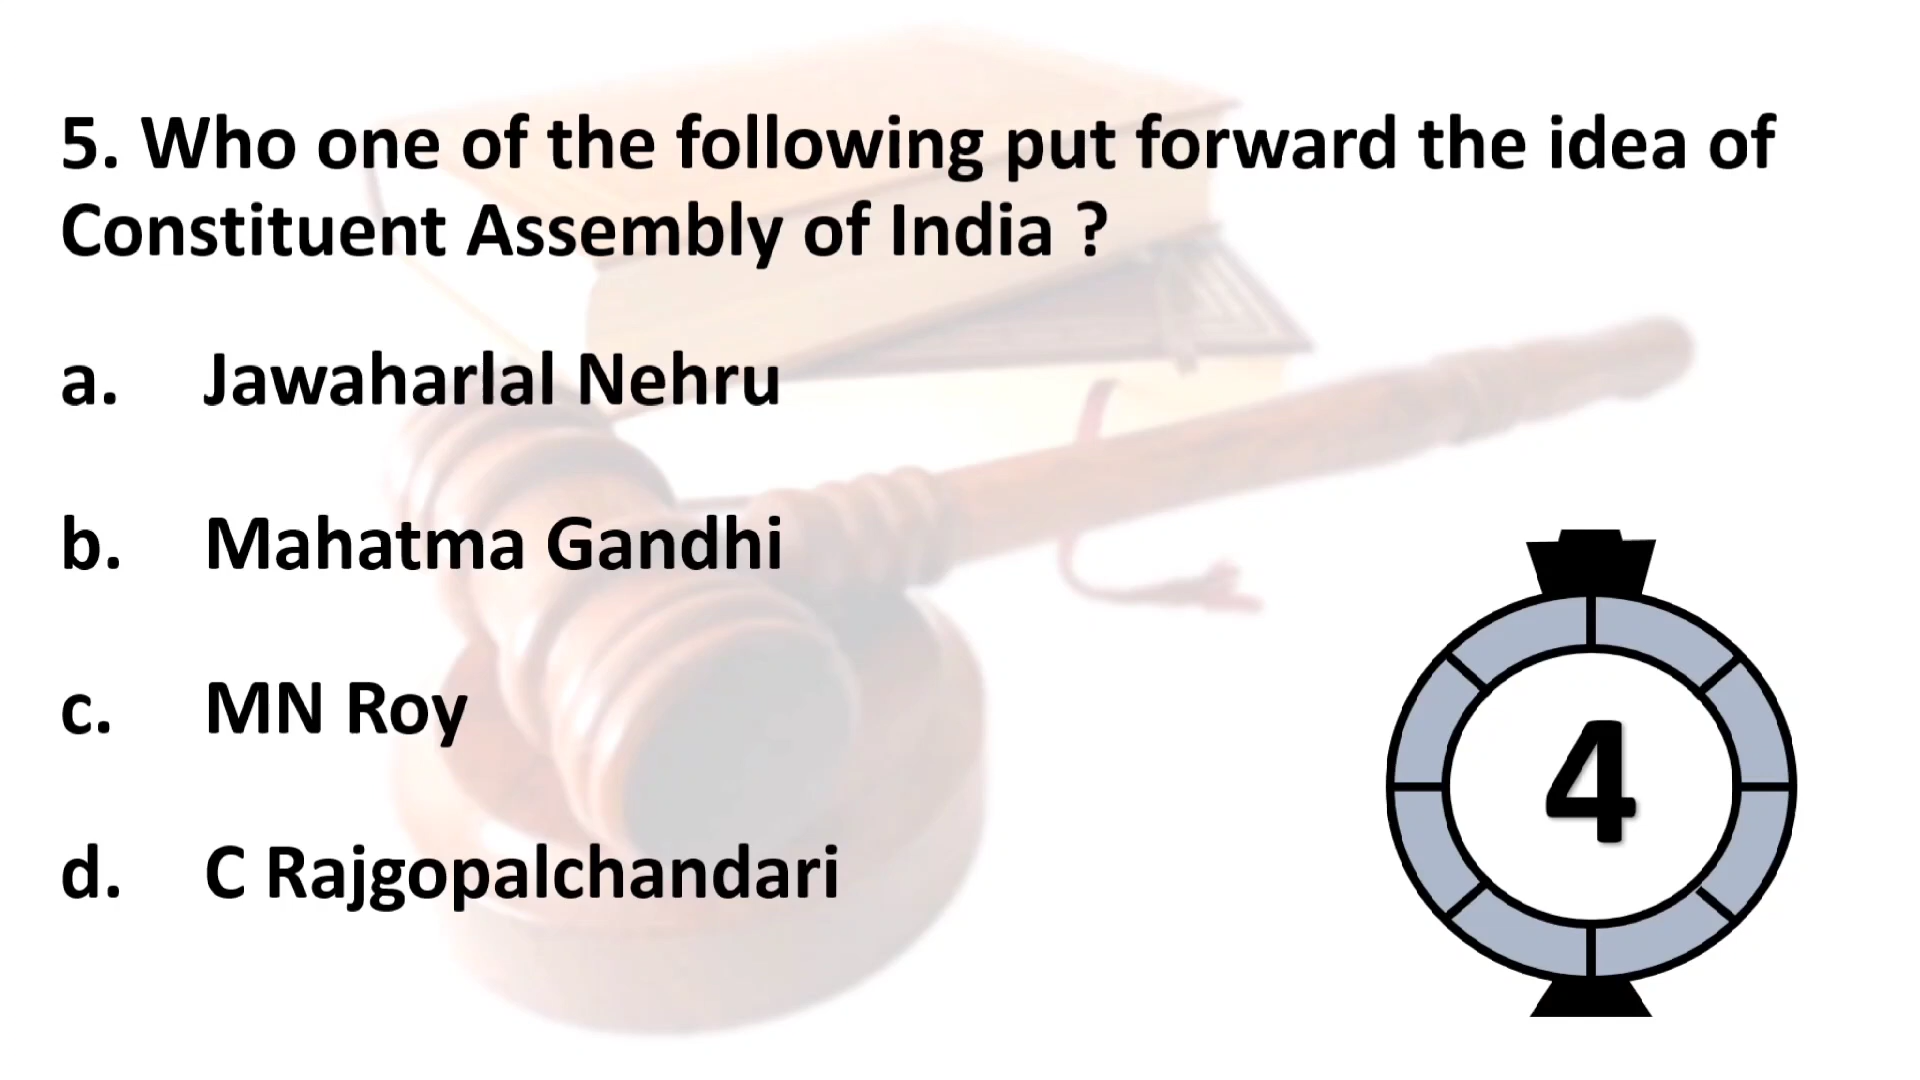 5. Who one of the following put forward the idea of
Constituent Assembly of India ?
a. Jawaharlal Nehru
b. Mahatma Gandhi
c. MN Roy
d. C Rajgopalchandari
4